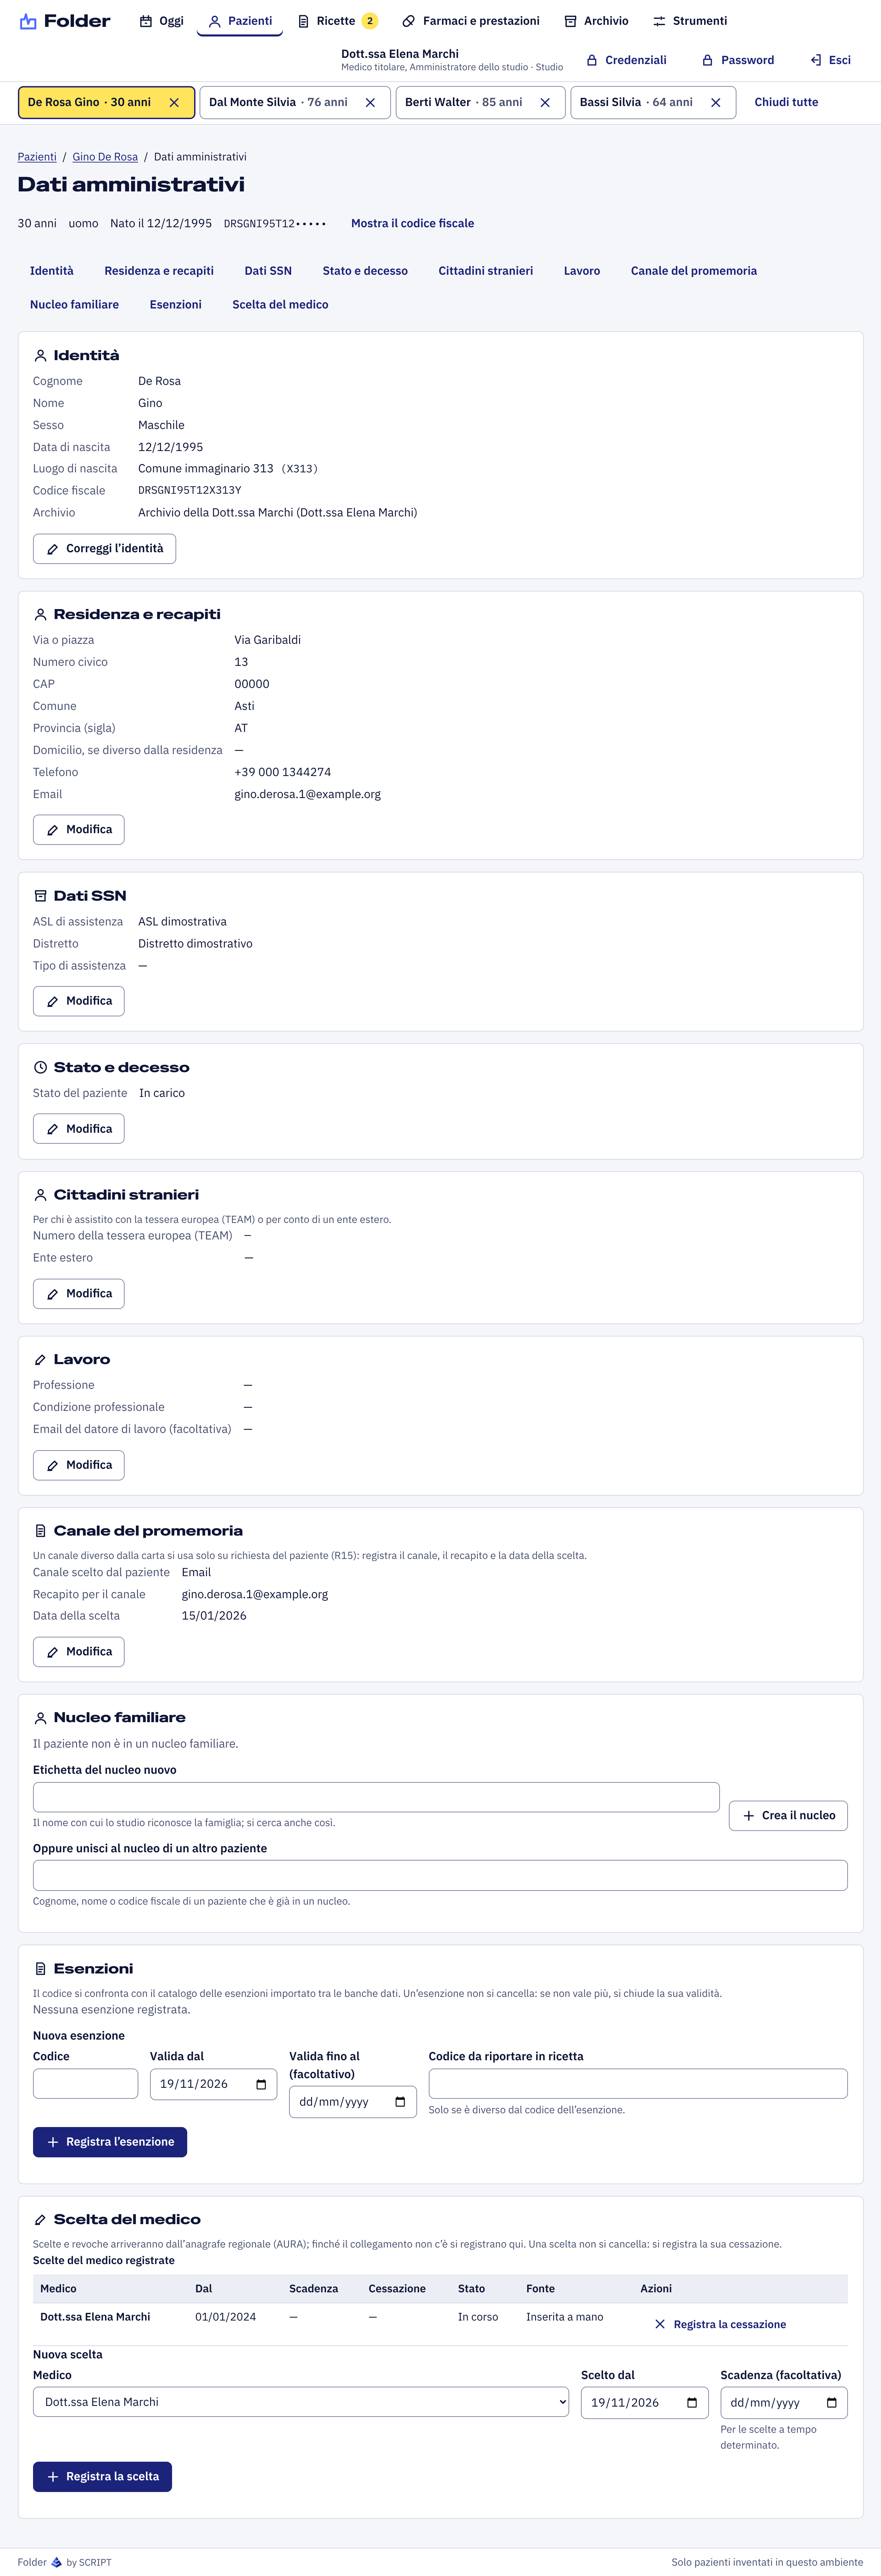 Folder
Oggi
Pazienti
Ricette 2
Farmaci e prestazioni
Archivio
Strumenti
Dott.ssa Elena Marchi
Medico titolare, Amministratore dello studio · Studio
Credenziali
Password
Esci
De Rosa Gino · 30 anni
Dal Monte Silvia · 76 anni
Berti Walter · 85 anni
Bassi Silvia · 64 anni
Chiudi tutte
Pazienti / Gino De Rosa / Dati amministrativi
Dati amministrativi
30 anni uomo Nato il 12/12/1995 DRSGNI95T12••••• Mostra il codice fiscale
Identità Residenza e recapiti Dati SSN Stato e decesso Cittadini stranieri Lavoro Canale del promemoria
Nucleo familiare Esenzioni Scelta del medico
Identità
Cognome De Rosa
Nome Gino
Sesso Maschile
Data di nascita 12/12/1995
Luogo di nascita Comune immaginario 313 (X313)
Codice fiscale DRSGNI95T12X313Y
Archivio Archivio della Dott.ssa Marchi (Dott.ssa Elena Marchi)
Correggi l’identità
Residenza e recapiti
Via o piazza Via Garibaldi
Numero civico 13
CAP 00000
Comune Asti
Provincia (sigla) AT
Domicilio, se diverso dalla residenza —
Telefono +39 000 1344274
Email gino.derosa.1@example.org
Modifica
Dati SSN
ASL di assistenza ASL dimostrativa
Distretto Distretto dimostrativo
Tipo di assistenza —
Modifica
Stato e decesso
Stato del paziente In carico
Modifica
Cittadini stranieri
Per chi è assistito con la tessera europea (TEAM) o per conto di un ente estero.
Numero della tessera europea (TEAM) —
Ente estero —
Modifica
Lavoro
Professione —
Condizione professionale —
Email del datore di lavoro (facoltativa) —
Modifica
Canale del promemoria
Un canale diverso dalla carta si usa solo su richiesta del paziente (R15): registra il canale, il recapito e la data della scelta.
Canale scelto dal paziente Email
Recapito per il canale gino.derosa.1@example.org
Data della scelta 15/01/2026
Modifica
Nucleo familiare
Il paziente non è in un nucleo familiare.
Etichetta del nucleo nuovo
Il nome con cui lo studio riconosce la famiglia; si cerca anche così.
Crea il nucleo
Oppure unisci al nucleo di un altro paziente
Cognome, nome o codice fiscale di un paziente che è già in un nucleo.
Esenzioni
Il codice si confronta con il catalogo delle esenzioni importato tra le banche dati. Un’esenzione non si cancella: se non vale più, si chiude la sua validità.
Nessuna esenzione registrata.
Nuova esenzione
Codice
Valida dal
19/11/2026
Valida fino al
(facoltativo)
dd/mm/yyyy
Codice da riportare in ricetta
Solo se è diverso dal codice dell’esenzione.
Registra l’esenzione
Scelta del medico
Scelte e revoche arriveranno dall’anagrafe regionale (AURA); finché il collegamento non c’è si registrano qui. Una scelta non si cancella: si registra la sua cessazione.
Scelte del medico registrate
Medico Dal Scadenza Cessazione Stato Fonte Azioni
Dott.ssa Elena Marchi 01/01/2024 — — In corso Inserita a mano Registra la cessazione
Nuova scelta
Medico
Dott.ssa Elena Marchi
Scelto dal
19/11/2026
Scadenza (facoltativa)
dd/mm/yyyy
Per le scelte a tempo
determinato.
Registra la scelta
Folder by SCRIPT
Solo pazienti inventati in questo ambiente